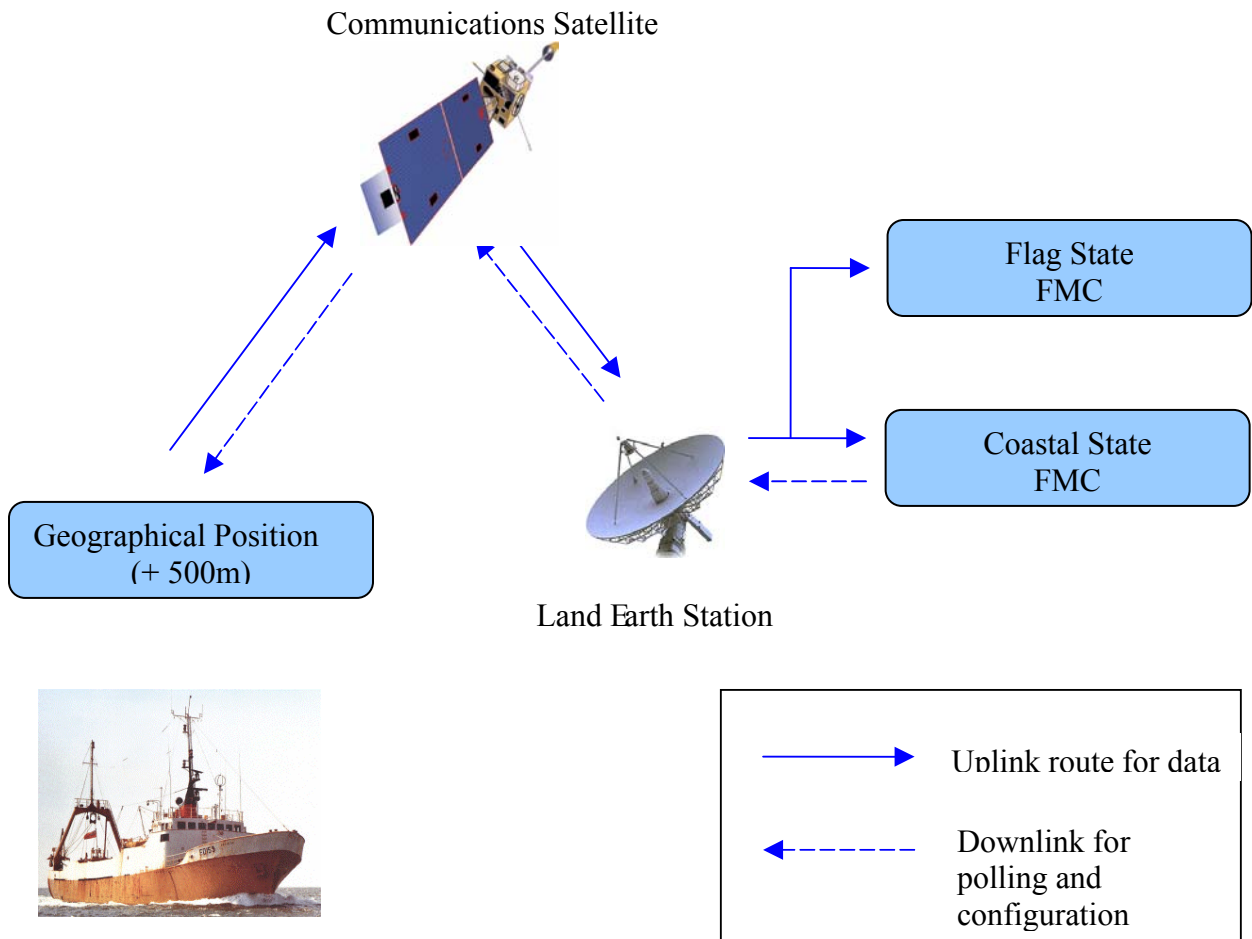 Communications Satellite
Flag State
FMC
Coastal State
FMC
Geographical Position
(+ 500m)
Land Earth Station
Uplink route for data
Downlink for
polling and
configuration